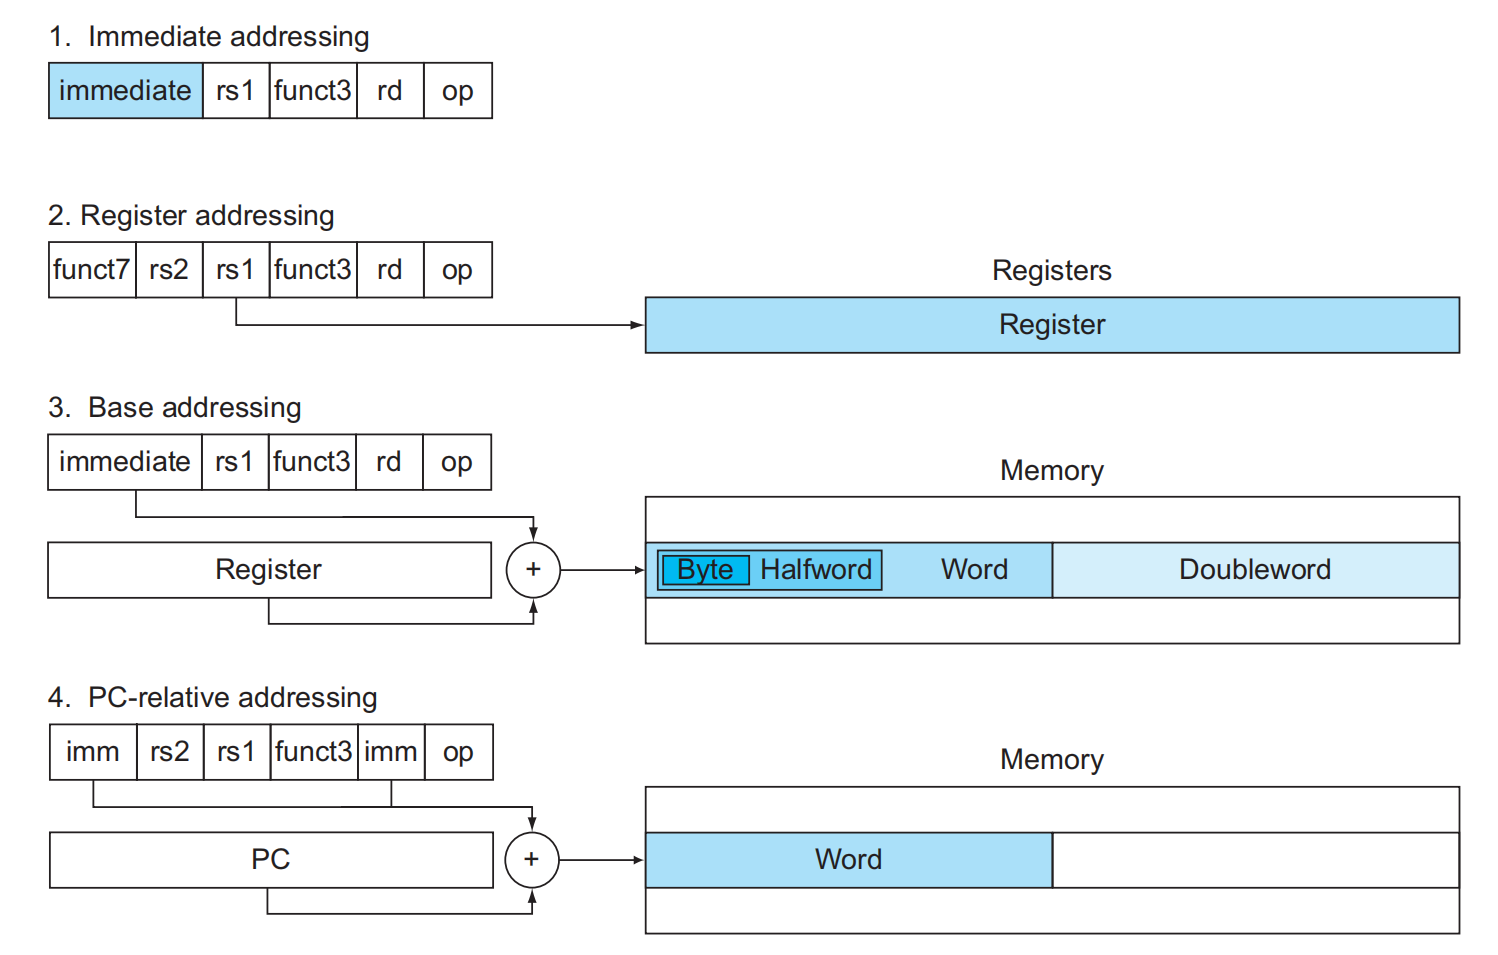 1. Immediate addressing
immediate rs1 funct3 rd op
2. Register addressing
funct7 rs2 rs1 funct3 rd op
Registers
Register
3. Base addressing
immediate rs1 funct3 rd op
Memory
Register + Byte Halfword Word Doubleword
4. PC-relative addressing
imm rs2 rs1 funct3 imm op
Memory
PC + Word